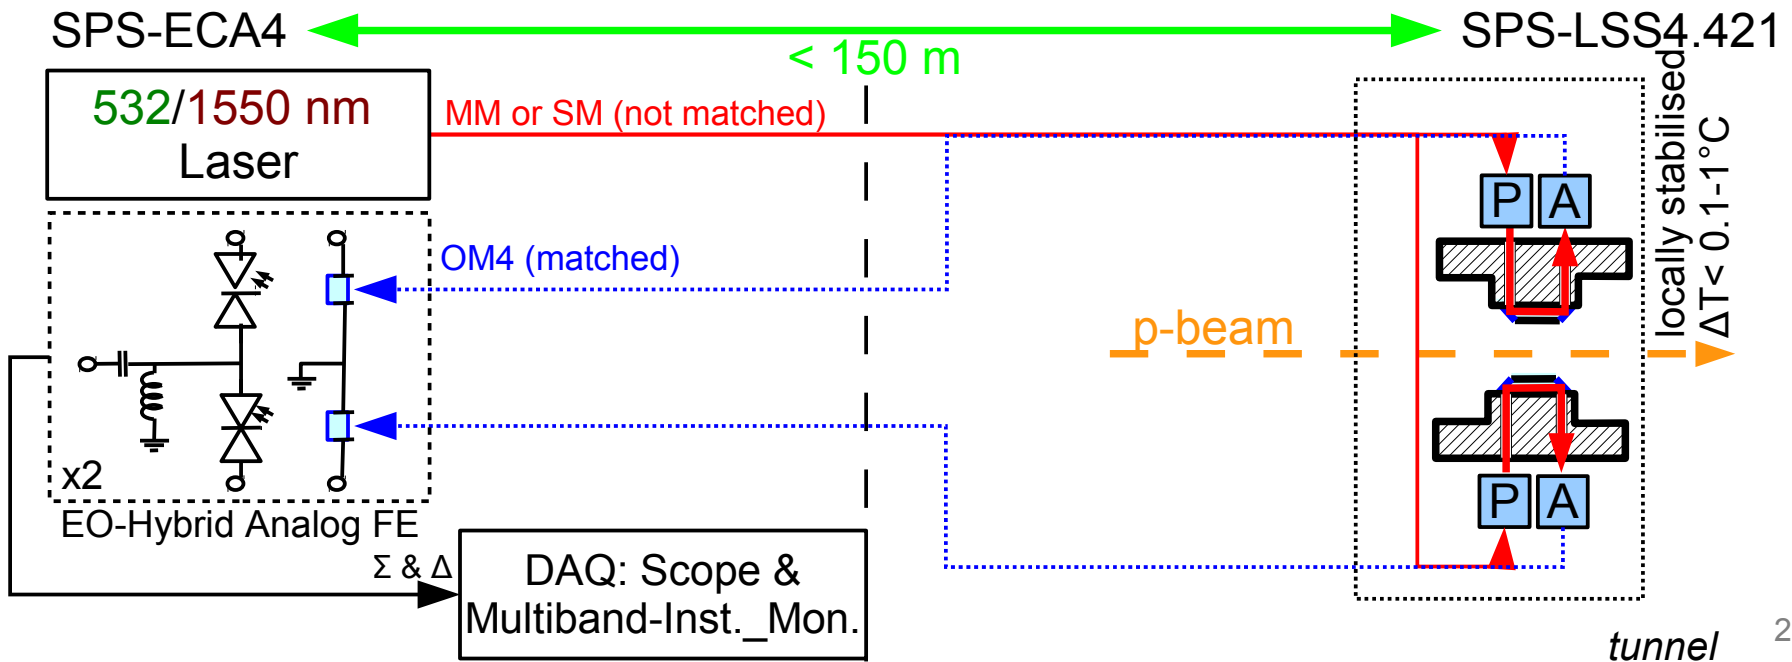 SPS-ECA4
< 150 m
SPS-LSS4.421
532/1550 nm
Laser
MM or SM (not matched)
OM4 (matched)
P A
locally stabilised
ΔT< 0.1-1°C
p-beam
P A
x2
EO-Hybrid Analog FE
Σ & Δ
DAQ: Scope &
Multiband-Inst._Mon.
tunnel
2